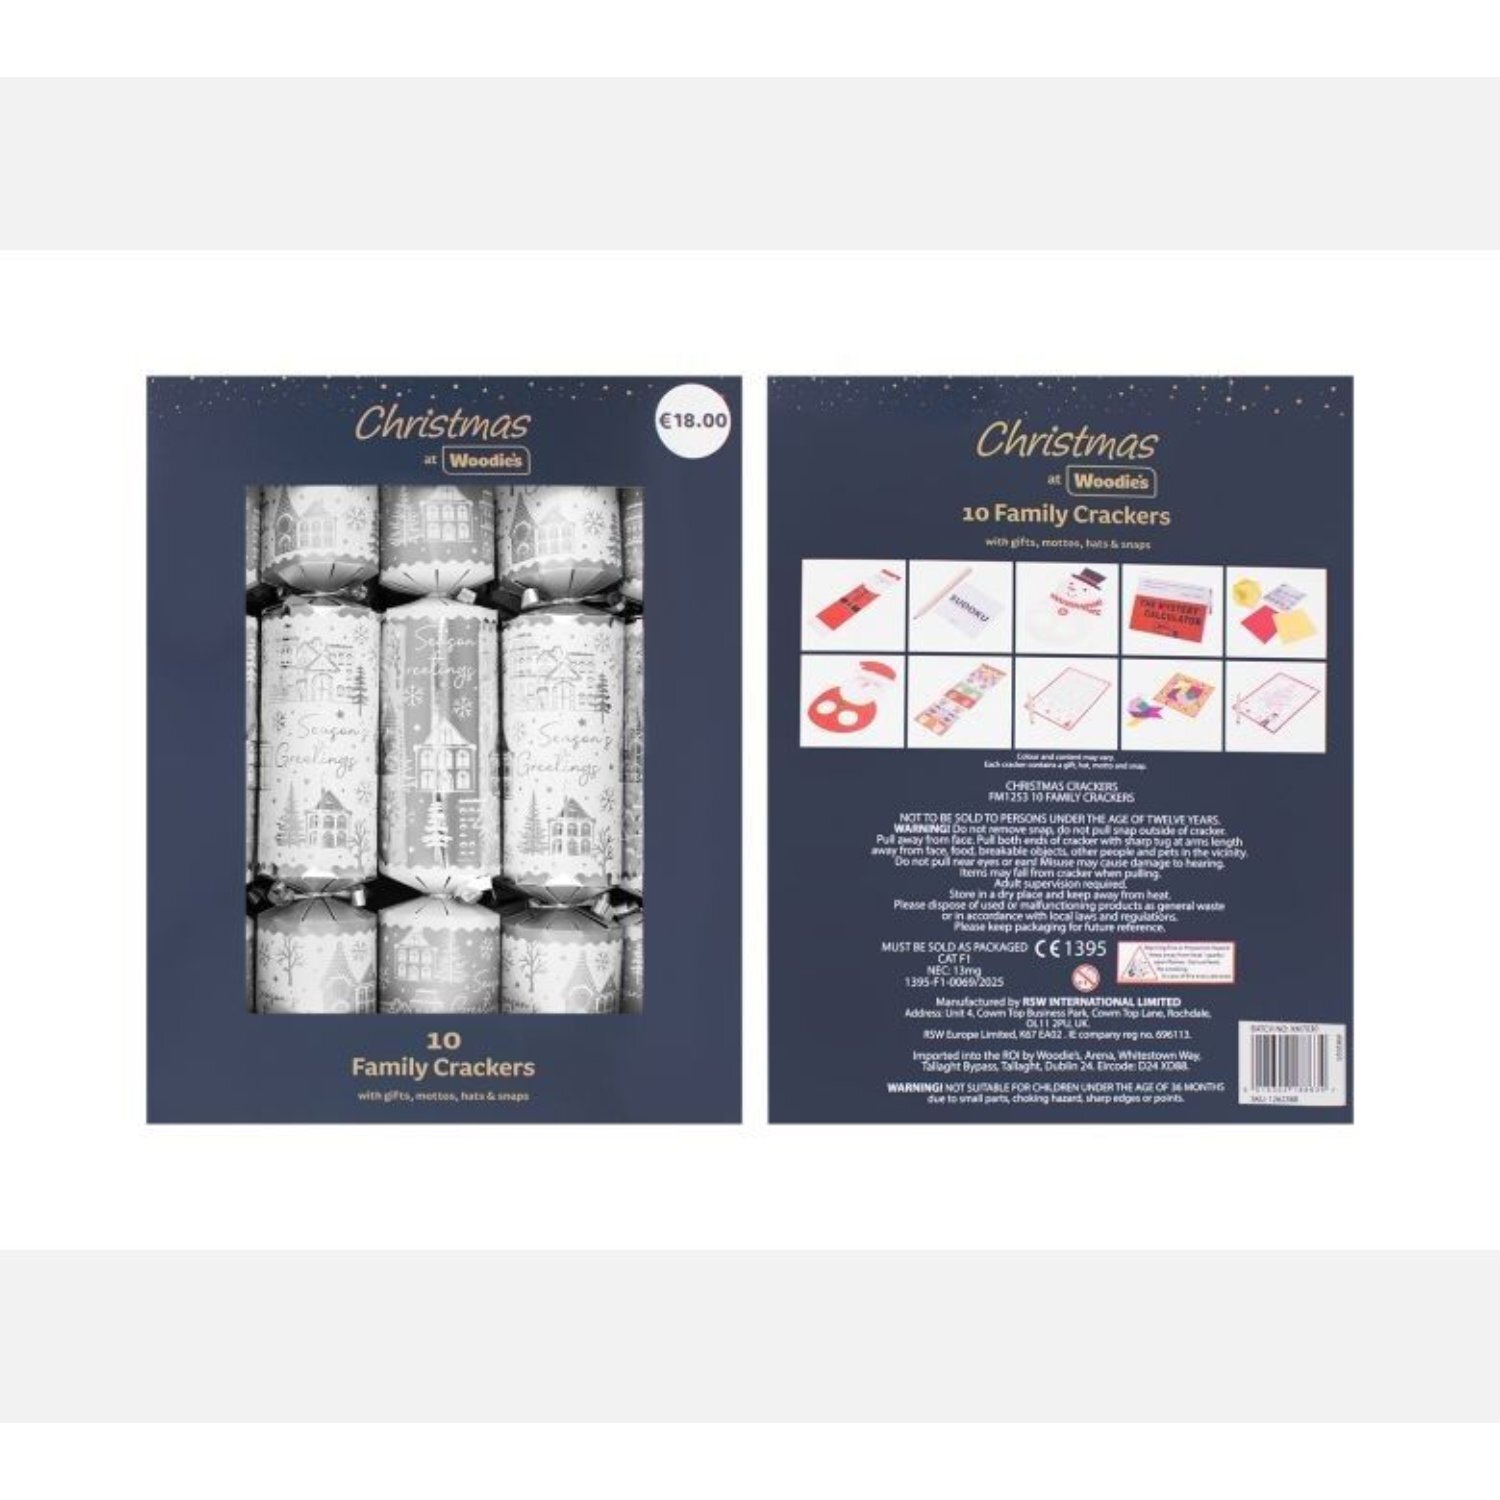 Christmas
at Woodie's
€18.00
Season's
Greetings
Season
reetings
Season's
Greetings
10
Family Crackers
with gifts, mottos, hats & snaps
Christmas
at Woodie's
10 Family Crackers
with gifts, mottos, hats & snaps
SUDOKU
THE MYSTERY
CALCULATOR
Colour and content may vary.
Each cracker contains a gift, hat, motto and snap.
CHRISTMAS CRACKERS
FM1253 10 FAMILY CRACKERS
NOT TO BE SOLD TO PERSONS UNDER THE AGE OF TWELVE YEARS.
WARNING! Do not remove snap, do not pull snap outside of cracker.
Pull away from face. Pull both ends of cracker with sharp tug at arms length
away from face, food, breakable objects, other people and pets in the vicinity.
Do not pull near eyes or ears! Misuse may cause damage to hearing.
Items may fall from cracker when pulling.
Adult supervision required.
Store in a dry place and keep away from heat.
Please dispose of used or malfunctioning products as general waste
or in accordance with local laws and regulations.
Please keep packaging for future reference.
MUST BE SOLD AS PACKAGED CE 1395
CAT F1
NEC: 13mg
1395-F1-0069/2025
Manufactured by RSW INTERNATIONAL LIMITED
Address: Unit 4, Cowm Top Business Park, Cowm Top Lane, Rochdale,
OL11 2PU, UK.
RSW Europe Limited, K67 EA02 . IE company reg no. 696113.
Imported into the ROI by Woodie's, Arena, Whitestown Way,
Tallaght Bypass, Tallaght, Dublin 24. Eircode: D24 XD88.
WARNING! NOT SUITABLE FOR CHILDREN UNDER THE AGE OF 36 MONTHS
due to small parts, choking hazard, sharp edges or points.
BATCH NO:
SKU: